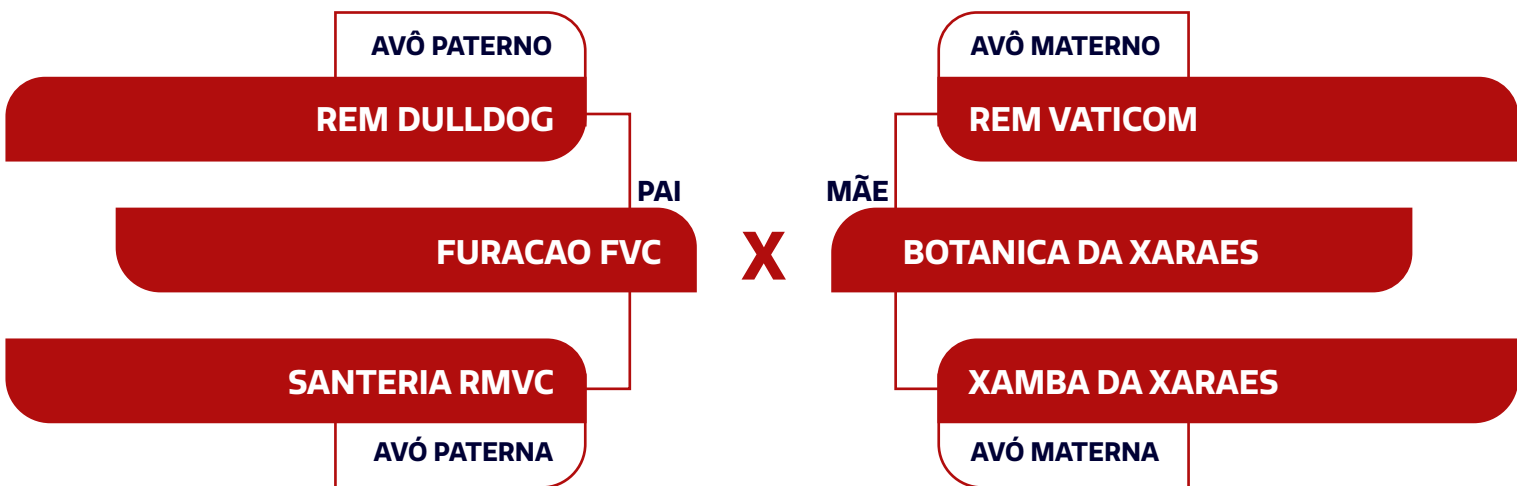 AVÔ PATERNO
REM DULLDOG
PAI
FURACAO FVC
SANTERIA RMVC
AVÓ PATERNA
X
AVÔ MATERNO
REM VATICOM
MÃE
BOTANICA DA XARAES
XAMBA DA XARAES
AVÓ MATERNA